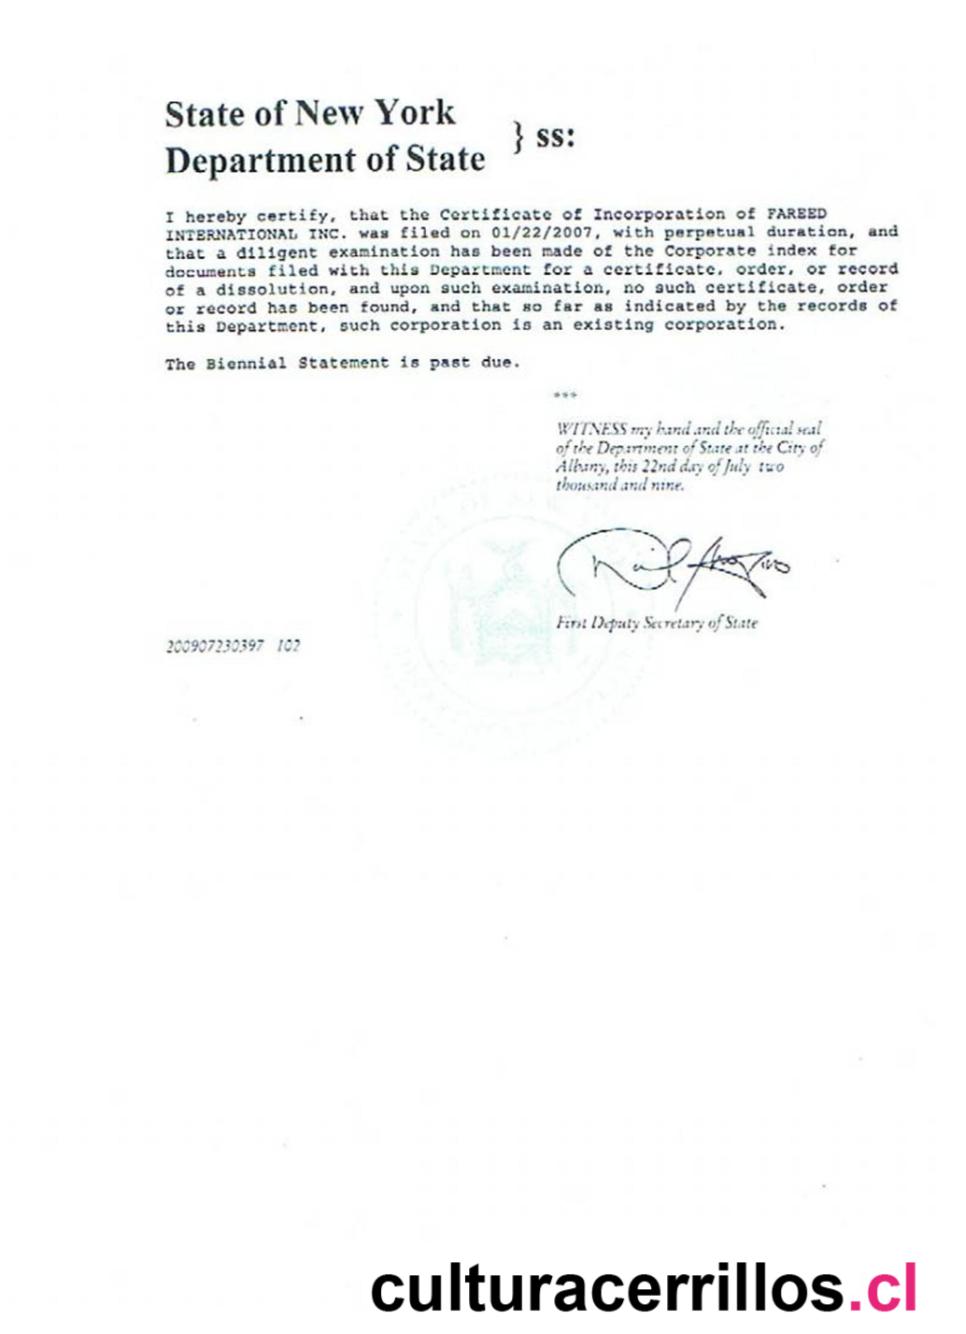 State of New York
Department of State } ss:
I hereby certify, that the Certificate of Incorporation of FAREED
INTERNATIONAL INC. was filed on 01/22/2007, with perpetual duration, and
that a diligent examination has been made of the Corporate index for
documents filed with this Department for a certificate, order, or record
of a dissolution, and upon such examination, no such certificate, order
or record has been found, and that so far as indicated by the records of
this Department, such corporation is an existing corporation.
The Biennial Statement is past due.
***
WITNESS my hand and the official seal
of the Department of State at the City of
Albany, this 22nd day of July two
thousand and nine.
First Deputy Secretary of State
200907230397 102
culturacerrillos.cl